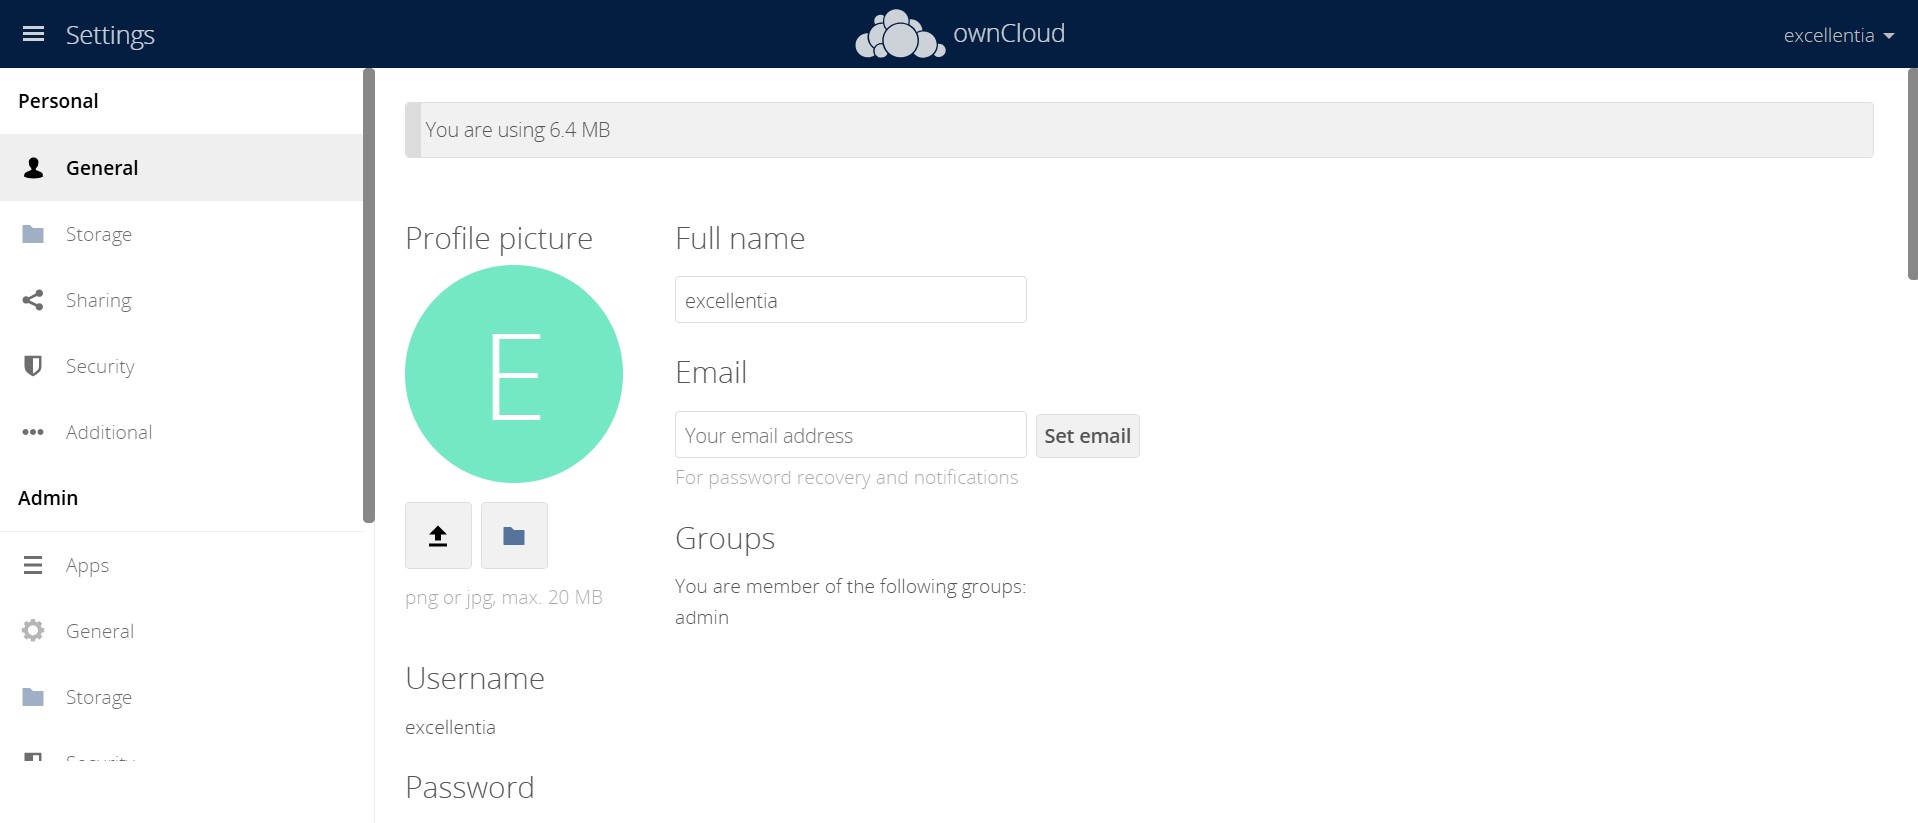 Settings
ownCloud
excellentia
Personal
General
Storage
Sharing
Security
Additional
Admin
Apps
General
Storage
Security
You are using 6.4 MB
Profile picture
E
png or jpg, max. 20 MB
Username
excellentia
Password
Full name
excellentia
Email
Your email address
Set email
For password recovery and notifications
Groups
You are member of the following groups:
admin